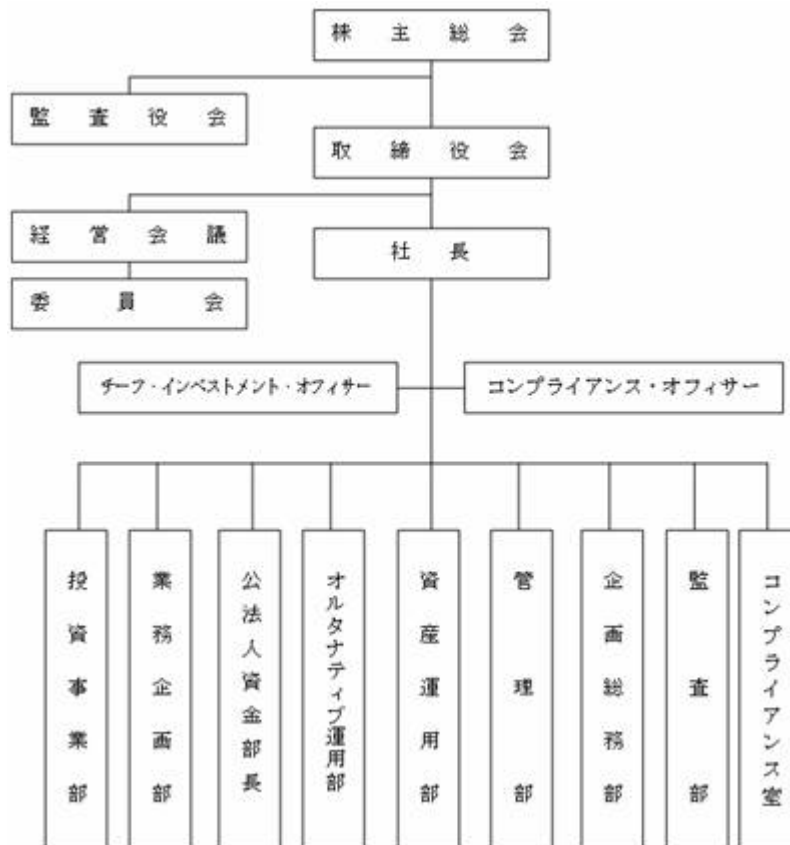 株主総会
監査役会
取締役会
経営会議
社長
委員会
チーフ・インベストメント・オフィサー
コンプライアンス・オフィサー
投資事業部
業務企画部
公法人資金部長
オルタナティブ運用部
資産運用部
管理部
企画総務部
監査部
コンプライアンス室